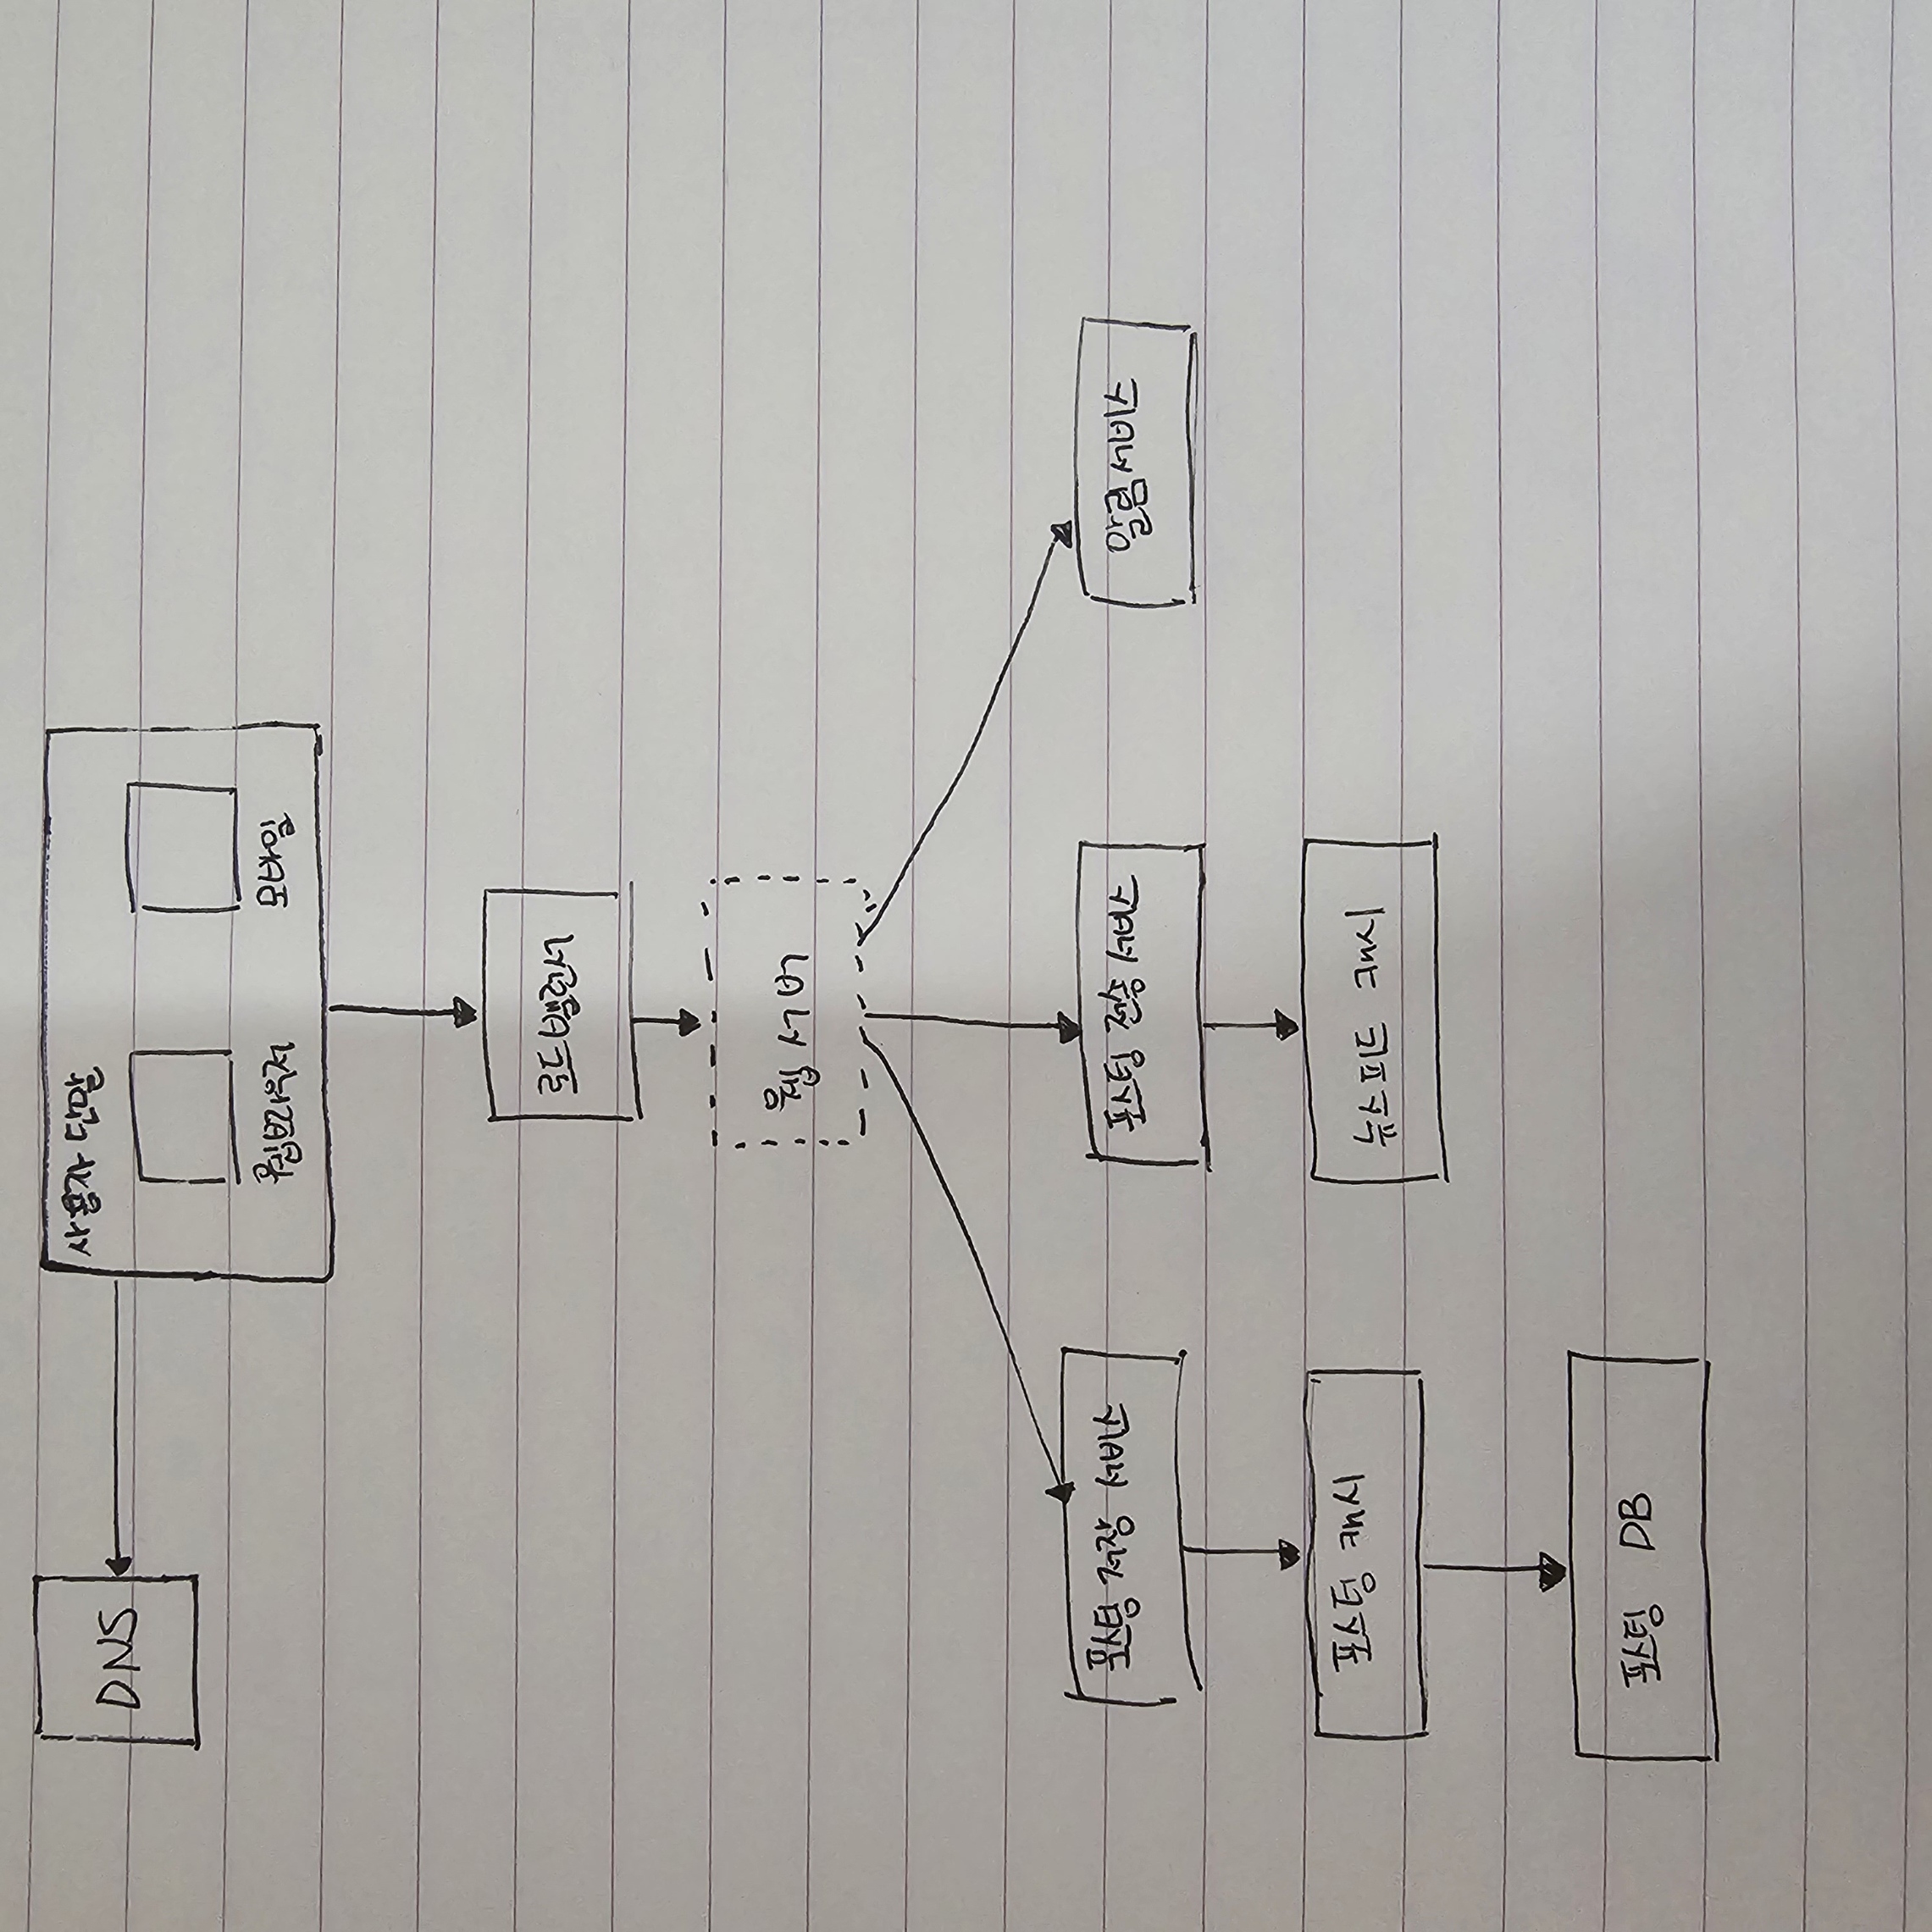 DNS
사용자 단말
웹브라우저
모바일
로드밸런서
웹 서버
포스팅 저장 서비스
포스팅 전송 서비스
알림 서비스
포스팅 캐시
뉴스피드 캐시
포스팅 DB